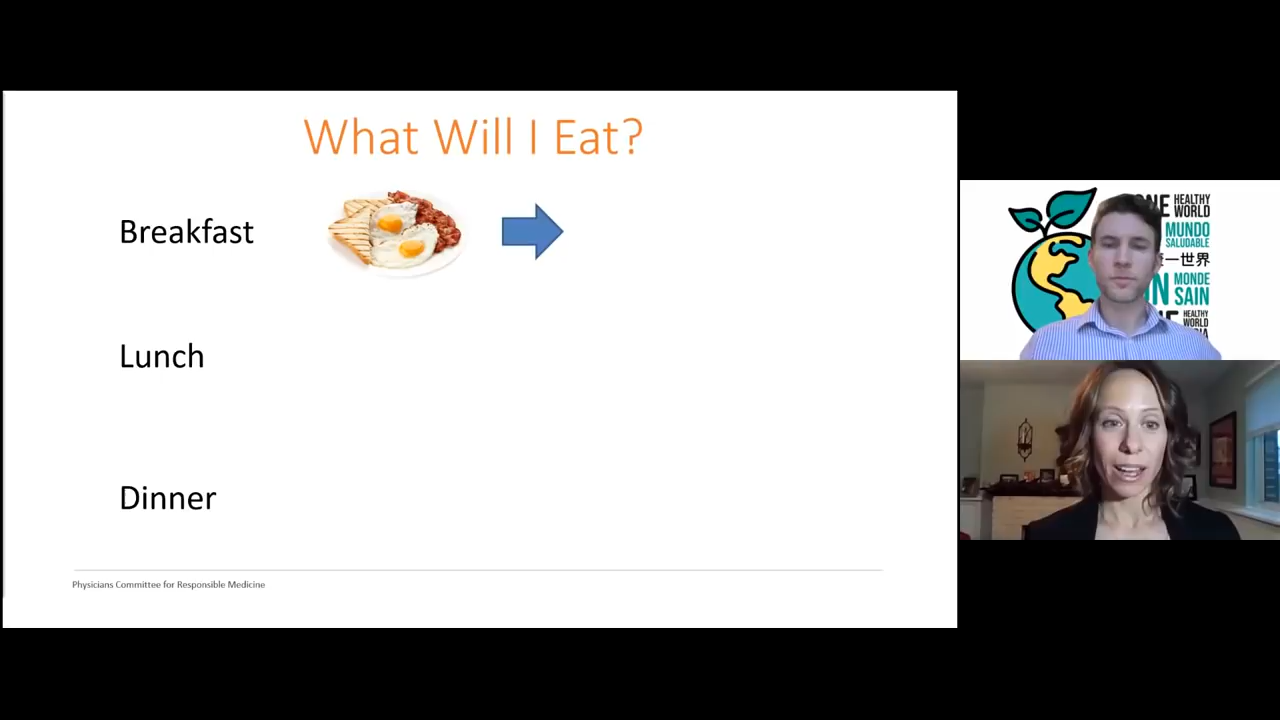 What Will I Eat?
Breakfast
Lunch
Dinner
Physicians Committee for Responsible Medicine
HEALTHY
WORLD
MUNDO
SALUDABLE
一世界
MONDE
SAIN
HEALTHY
WORLD